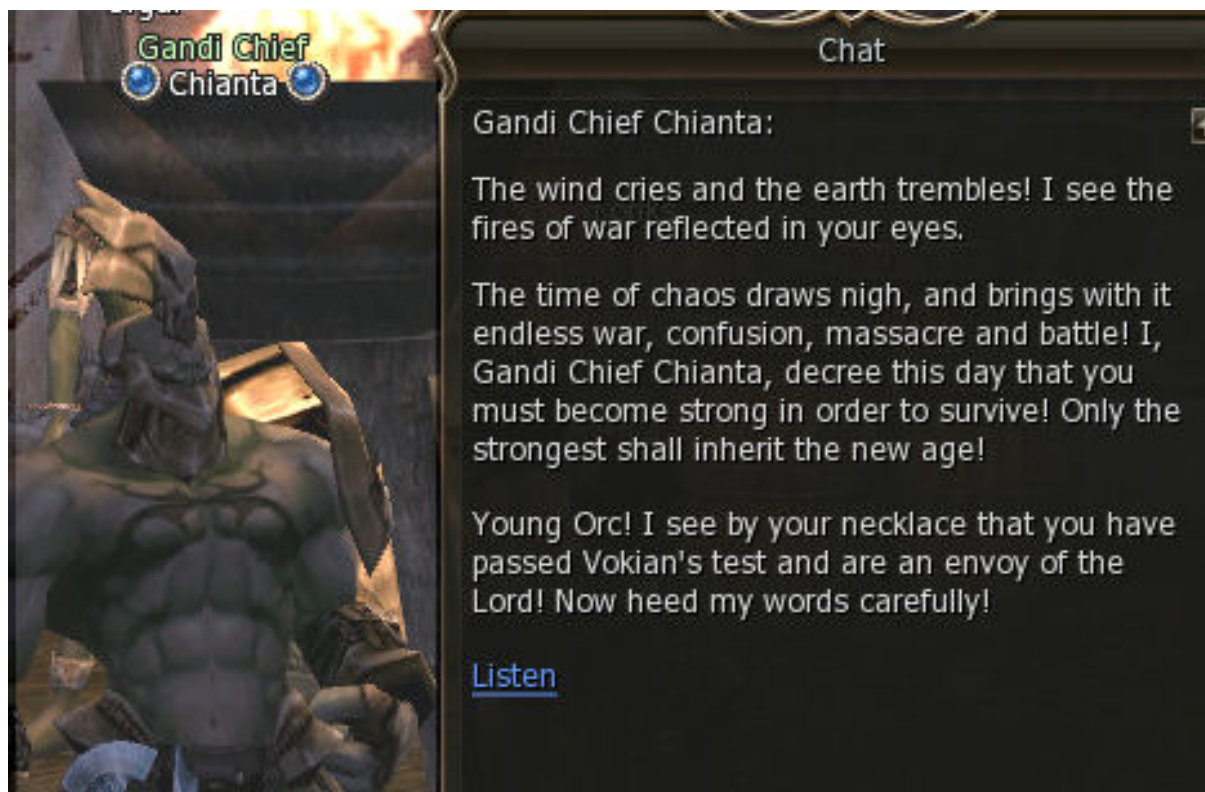 Gandi Chief
Chianta
Chat
Gandi Chief Chianta:
The wind cries and the earth trembles! I see the
fires of war reflected in your eyes.
The time of chaos draws nigh, and brings with it
endless war, confusion, massacre and battle! I,
Gandi Chief Chianta, decree this day that you
must become strong in order to survive! Only the
strongest shall inherit the new age!
Young Orc! I see by your necklace that you have
passed Vokian's test and are an envoy of the
Lord! Now heed my words carefully!
Listen